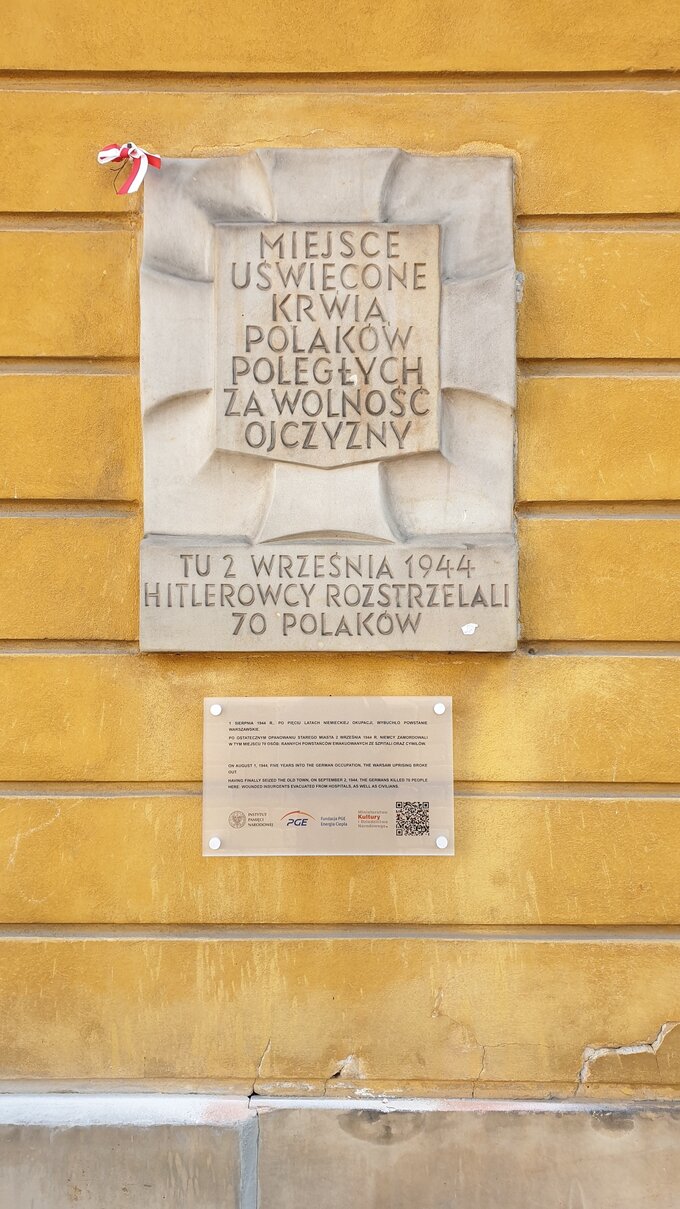 MIEJSCE
UŚWIĘCONE
KRWIĄ
POLAKÓW
POLEGŁYCH
ZA WOLNOŚĆ
OJCZYZNY
TU 2 WRZEŚNIA 1944
HITLEROWCY ROZSTRZELALI
70 POLAKÓW
1 SIERPNIA 1944 R., PO PIĘCIU LATACH NIEMIECKIEJ OKUPACJI, WYBUCHŁO POWSTANIE
WARSZAWSKIE.
PO OSTATECZNYM OPANOWANIU STAREGO MIASTA 2 WRZEŚNIA 1944 R. NIEMCY ZAMORDOWALI
W TYM MIEJSCU 70 OSÓB: RANNYCH POWSTAŃCÓW EWAKUOWANYCH ZE SZPITALI ORAZ CYWILÓW.
ON AUGUST 1, 1944, FIVE YEARS INTO THE GERMAN OCCUPATION, THE WARSAW UPRISING BROKE
OUT.
HAVING FINALLY SEIZED THE OLD TOWN, ON SEPTEMBER 2, 1944, THE GERMANS KILLED 70 PEOPLE
HERE: WOUNDED INSURGENTS EVACUATED FROM HOSPITALS, AS WELL AS CIVILIANS.
INSTYTUT
PAMIĘCI
NARODOWEJ
PGE
Fundacja PGE
Energia Ciepła
Ministerstwo
Kultury
i Dziedzictwa
Narodowego